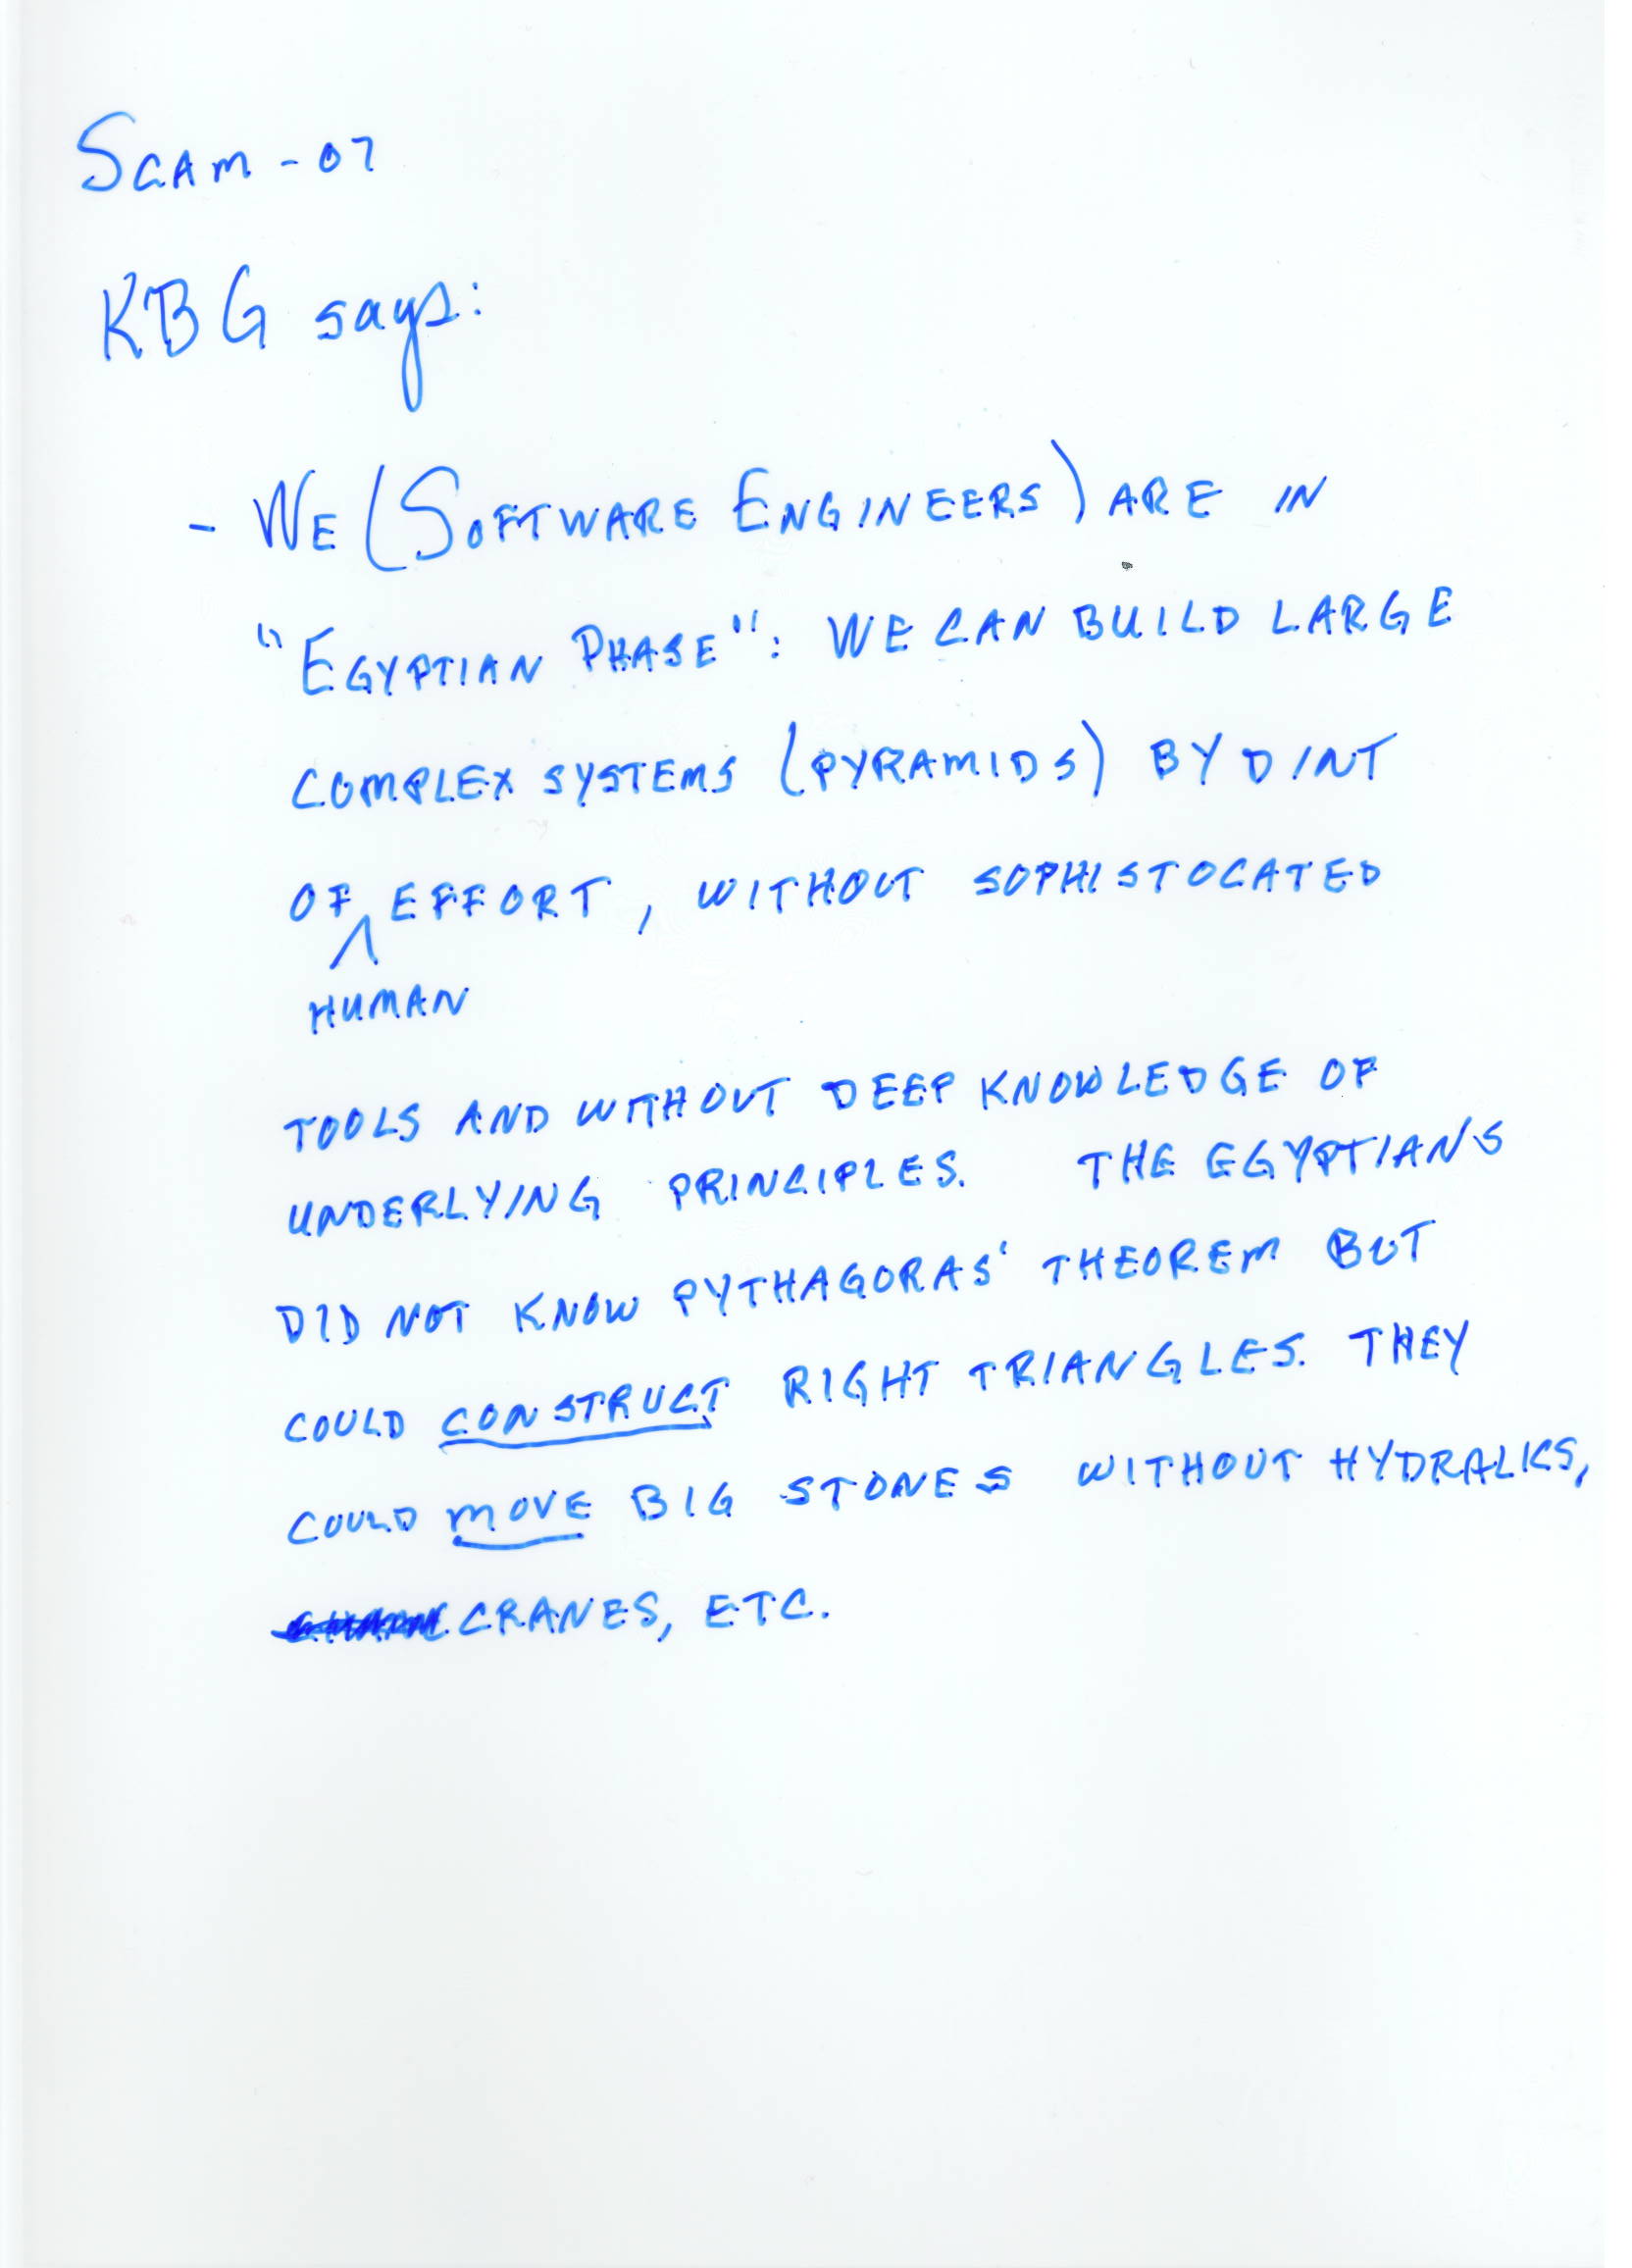 SCAM - 07
KBG says:
- WE (SOFTWARE ENGINEERS) ARE IN
"EGYPTIAN PHASE": WE CAN BUILD LARGE
COMPLEX SYSTEMS (PYRAMIDS) BY DINT
OF EFFORT, WITHOUT SOPHISTOCATED
HUMAN
TOOLS AND WITHOUT DEEP KNOWLEDGE OF
UNDERLYING PRINCIPLES. THE EGYPTIANS
DID NOT KNOW PYTHAGORAS' THEOREM BUT
COULD CONSTRUCT RIGHT TRIANGLES. THEY
COULD MOVE BIG STONES WITHOUT HYDRALKS,
CRANES, ETC.